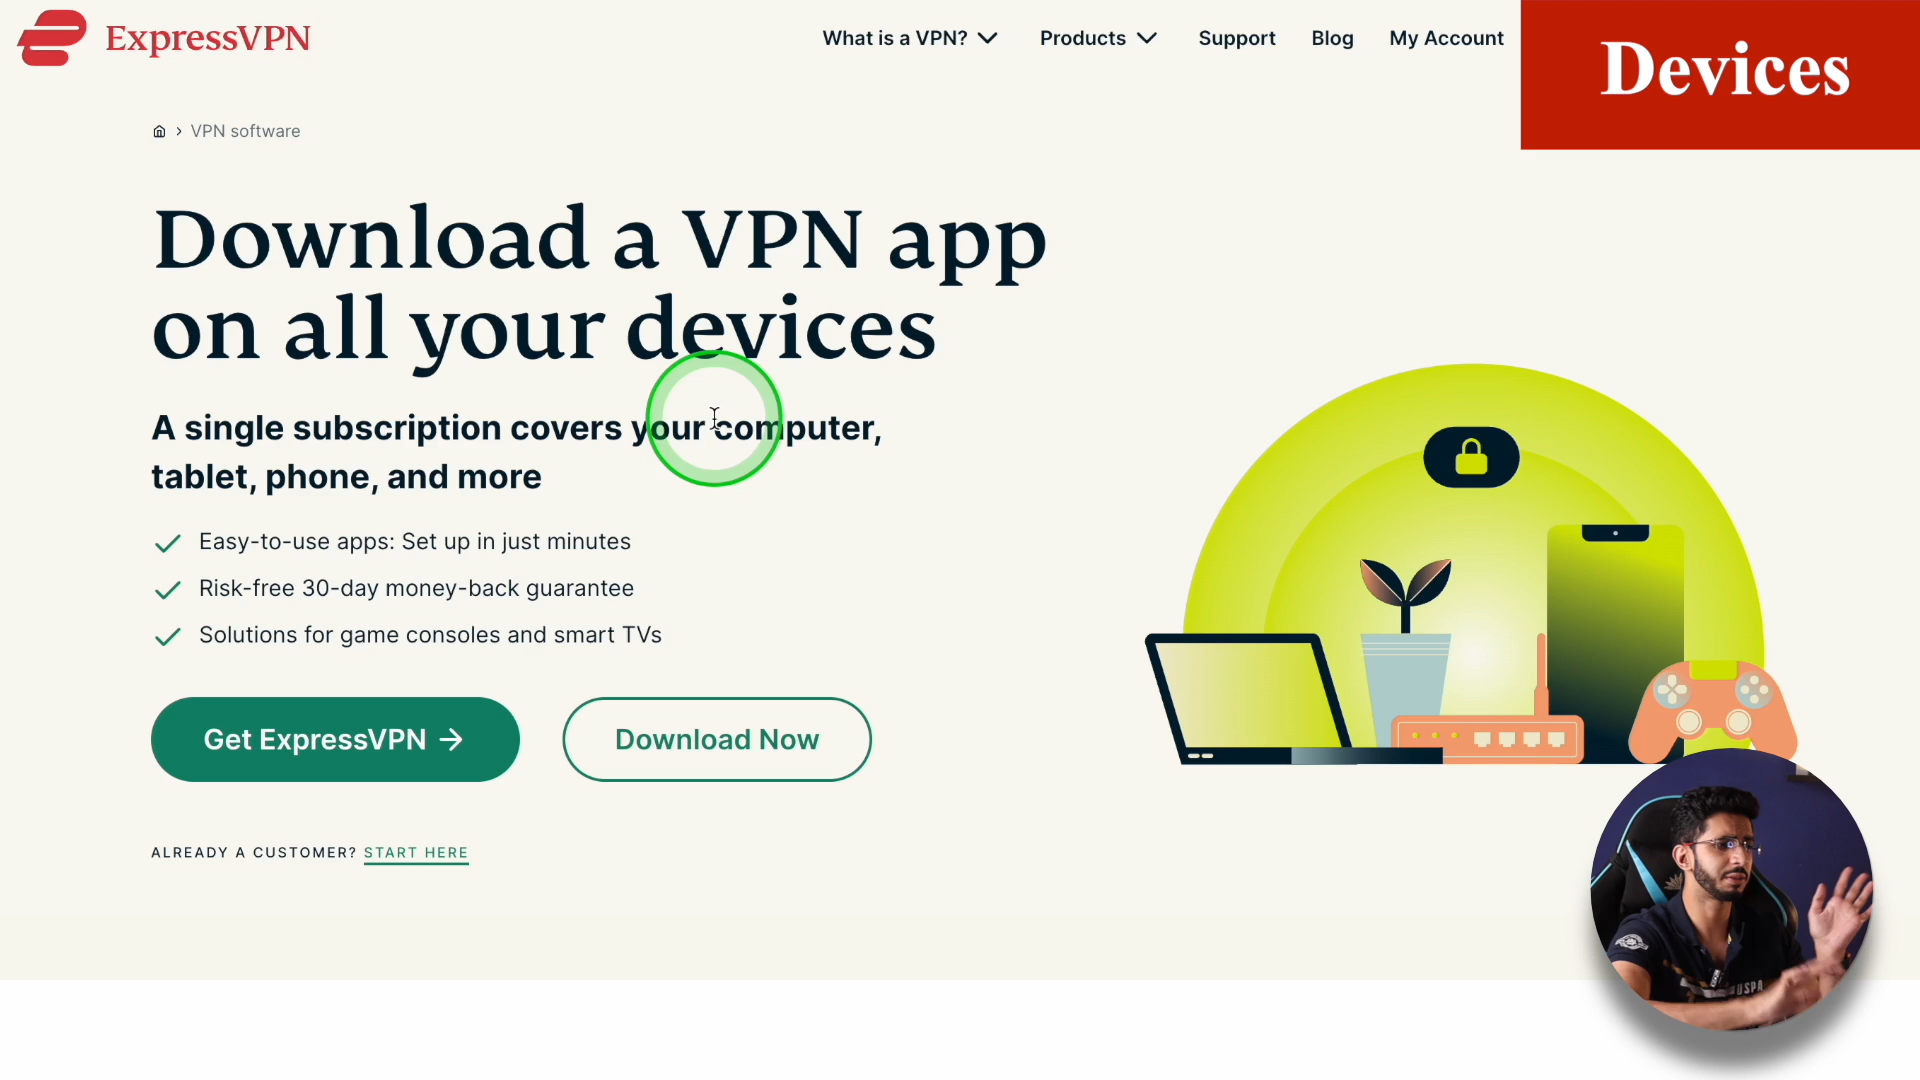 ExpressVPN
What is a VPN?
Products
Support
Blog
My Account
Devices
VPN software
Download a VPN app
on all your devices
A single subscription covers your computer,
tablet, phone, and more
Easy-to-use apps: Set up in just minutes
Risk-free 30-day money-back guarantee
Solutions for game consoles and smart TVs
Get ExpressVPN →
Download Now
ALREADY A CUSTOMER? START HERE